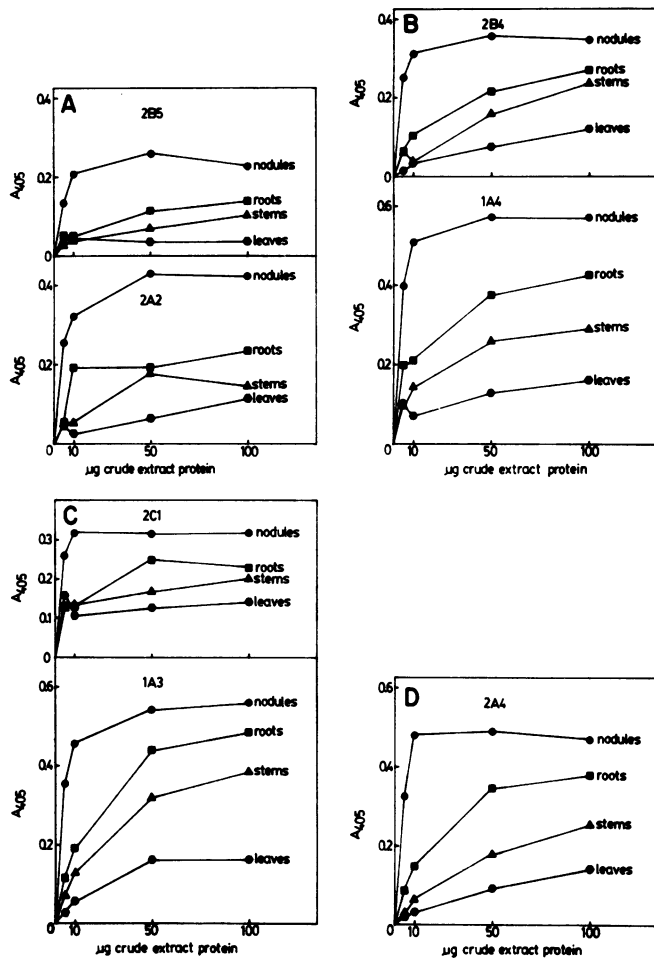 A
2B5
0.4
0.2
0
A405
nodules
roots
stems
leaves
2A2
0.4
0.2
0
A405
nodules
roots
stems
leaves
10
50
100
µg crude extract protein
B
2B4
0.4
0.2
0
A405
nodules
roots
stems
leaves
1A4
0.6
0.4
0.2
0
A405
nodules
roots
stems
leaves
10
50
100
µg crude extract protein
C
2C1
0.3
0.2
0.1
0
A405
nodules
roots
stems
leaves
1A3
0.6
0.4
0.2
0
A405
nodules
roots
stems
leaves
10
50
100
µg crude extract protein
D
2A4
0.6
0.2
0
A405
nodules
roots
stems
leaves
10
50
100
µg crude extract protein